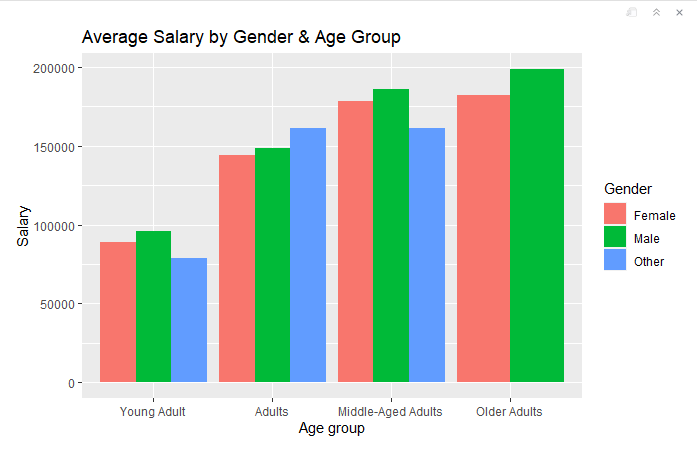 Average Salary by Gender & Age Group
200000
150000
100000
50000
0
Salary
Young Adult Adults Middle-Aged Adults Older Adults
Age group
Gender
Female
Male
Other